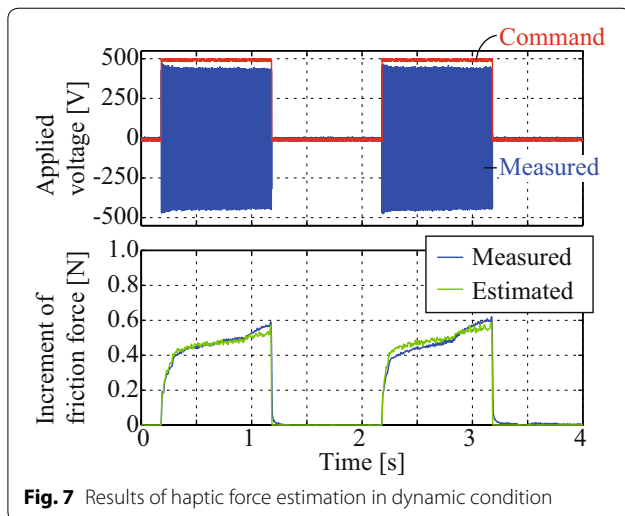 500
250
0
-250
-500
Applied
voltage [V]
Command
Measured
1.0
0.8
0.6
0.4
0.2
0
Increment of
friction force [N]
Measured
Estimated
0 1 2 3 4
Time [s]
Fig. 7 Results of haptic force estimation in dynamic condition